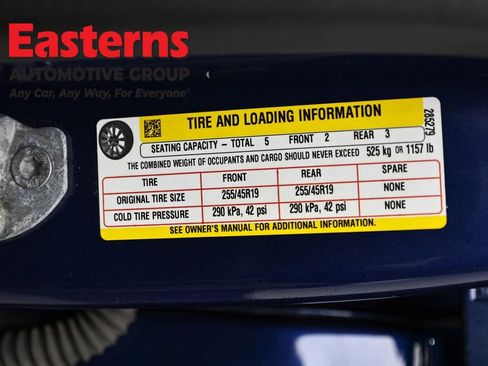 Easterns
AUTOMOTIVE GROUP
Any Car, Any Way, For Everyone®
TIRE AND LOADING INFORMATION
SEATING CAPACITY – TOTAL 5 FRONT 2 REAR 3
THE COMBINED WEIGHT OF OCCUPANTS AND CARGO SHOULD NEVER EXCEED 525 kg OR 1157 lb
285279
TIRE FRONT REAR SPARE
ORIGINAL TIRE SIZE 255/45R19 255/45R19 NONE
COLD TIRE PRESSURE 290 kPa, 42 psi 290 kPa, 42 psi NONE
SEE OWNER'S MANUAL FOR ADDITIONAL INFORMATION.